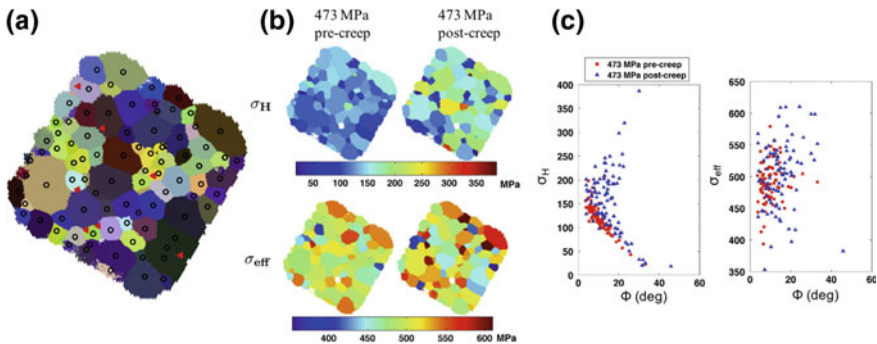 (a)
(b)
473 MPa
pre-creep
473 MPa
post-creep
σH
50 100 150 200 250 300 350 MPa
σeff
400 450 500 550 600 MPa
(c)
473 MPa pre-creep
473 MPa post-creep
σH
400
350
300
250
200
150
100
50
0
0 20 40 60
Φ (deg)
σeff
650
600
550
500
450
400
350
0 20 40 60
Φ (deg)